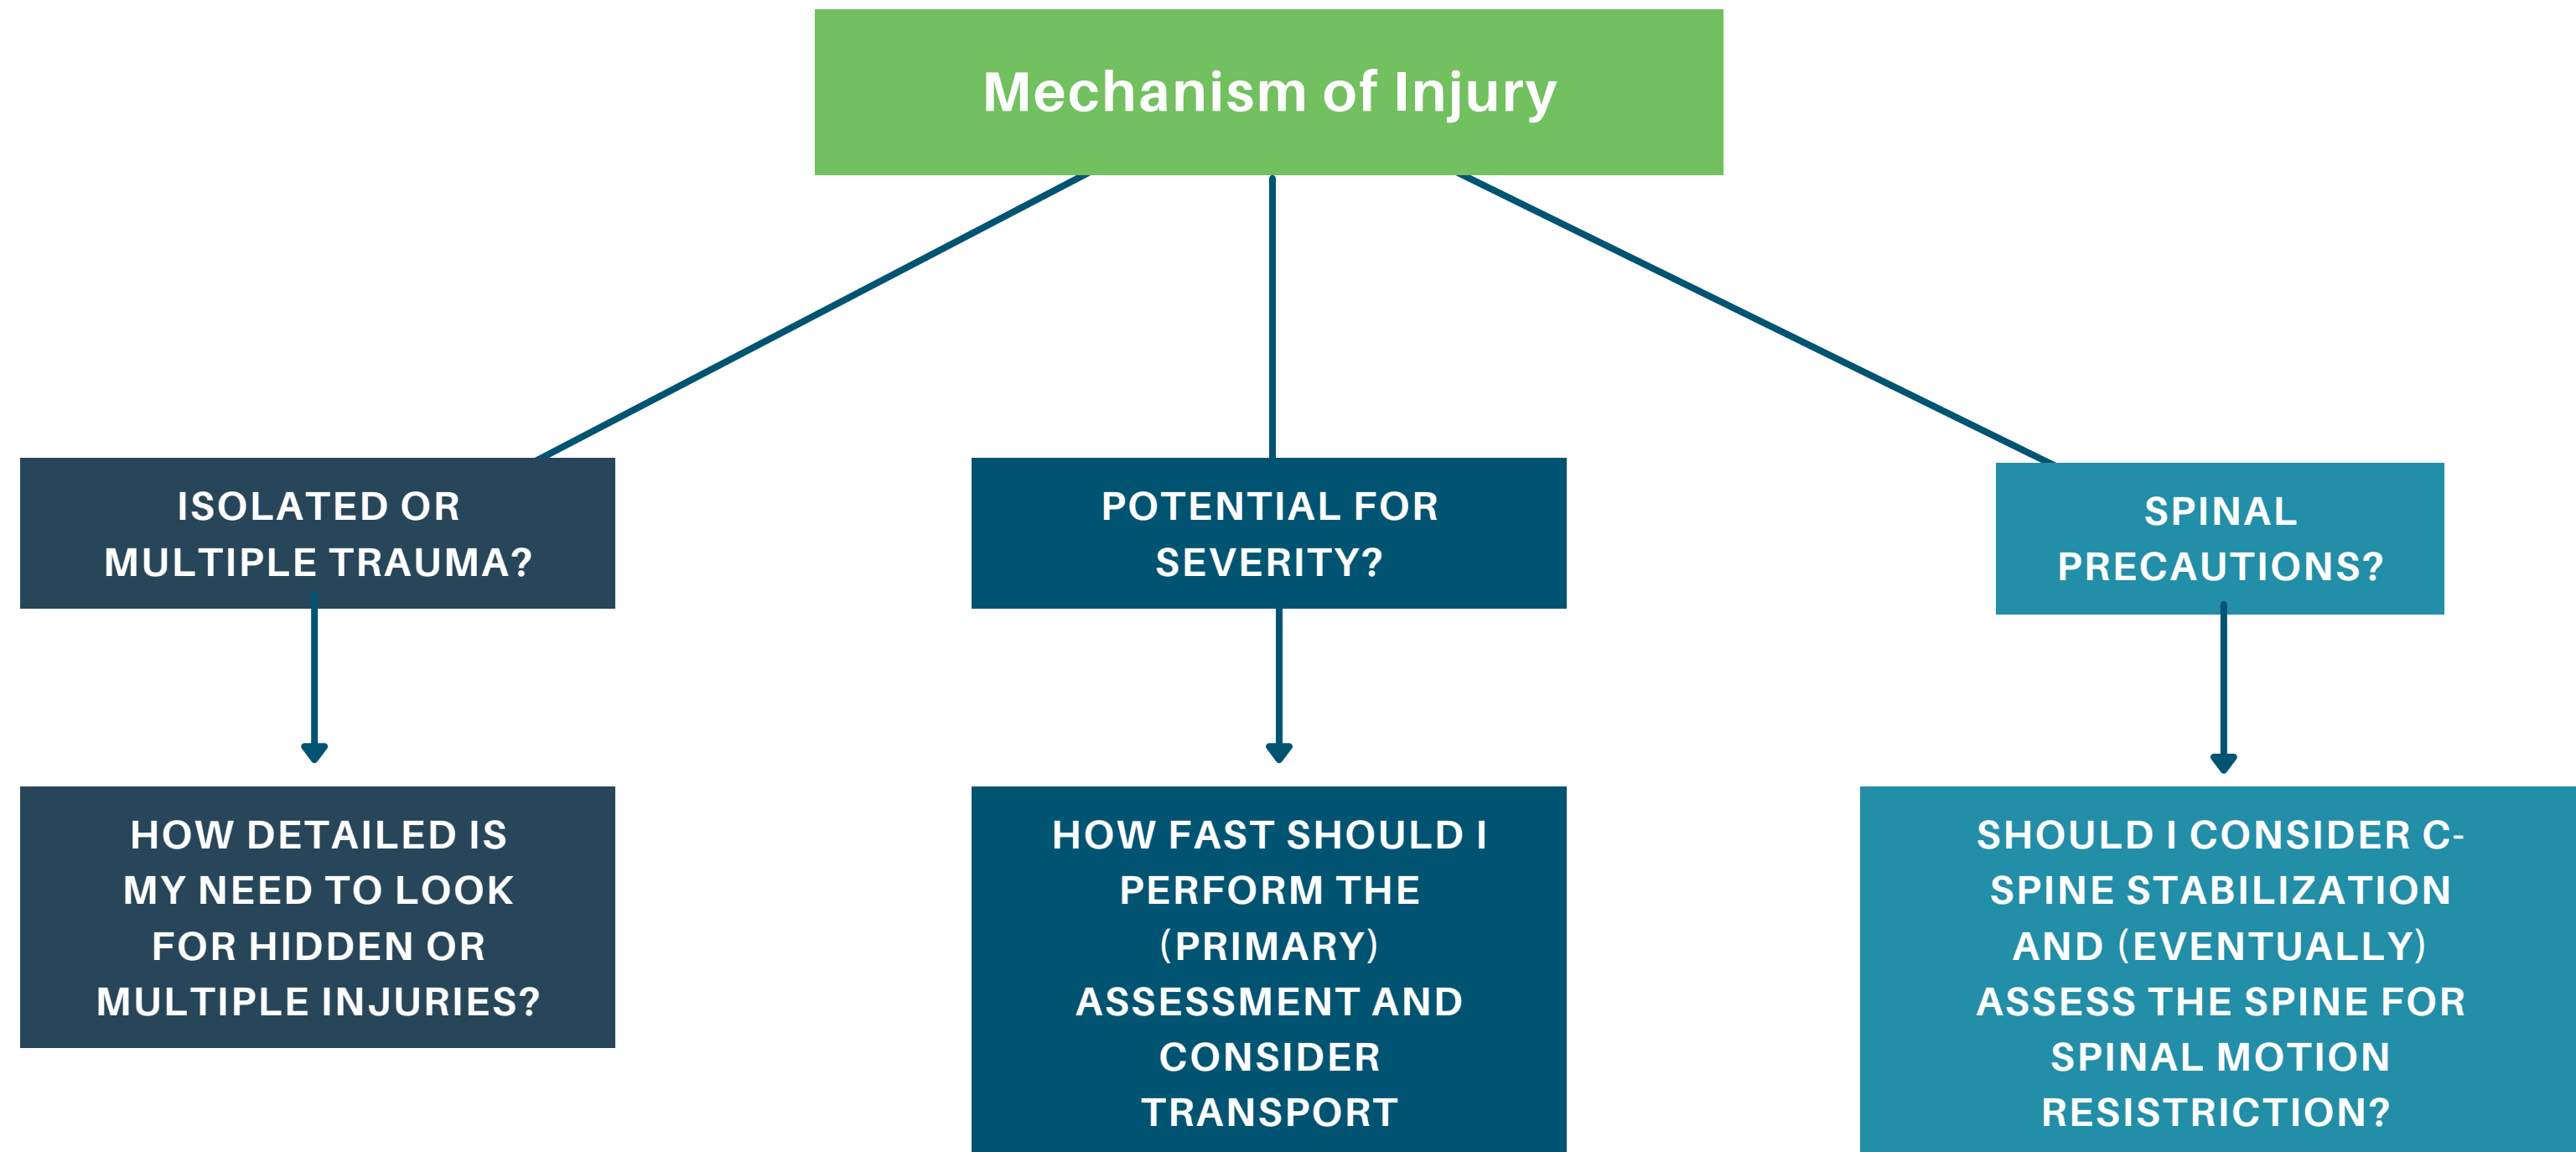 Mechanism of Injury
ISOLATED OR
MULTIPLE TRAUMA?
POTENTIAL FOR
SEVERITY?
SPINAL
PRECAUTIONS?
HOW DETAILED IS
MY NEED TO LOOK
FOR HIDDEN OR
MULTIPLE INJURIES?
HOW FAST SHOULD I
PERFORM THE
(PRIMARY)
ASSESSMENT AND
CONSIDER
TRANSPORT
SHOULD I CONSIDER C-
SPINE STABILIZATION
AND (EVENTUALLY)
ASSESS THE SPINE FOR
SPINAL MOTION
RESISTRICTION?